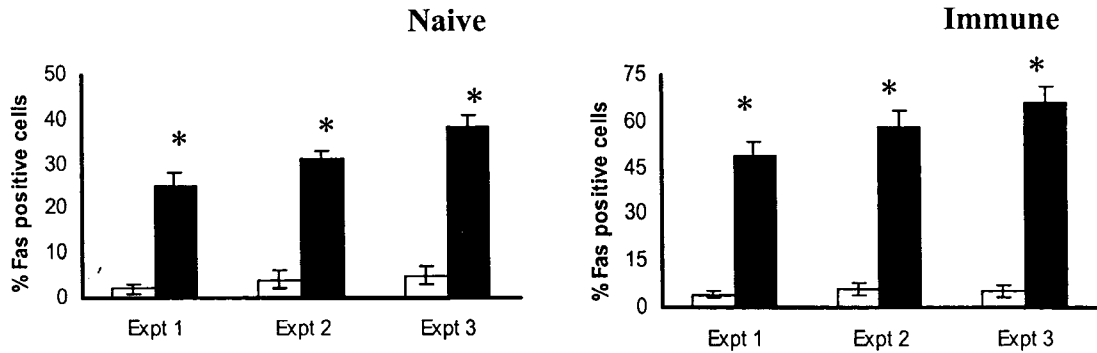 Naive
% Fas positive cells
50
40
30
20
10
0
*
*
*
Expt 1
Expt 2
Expt 3
Immune
% Fas positive cells
75
60
45
30
15
0
*
*
*
Expt 1
Expt 2
Expt 3